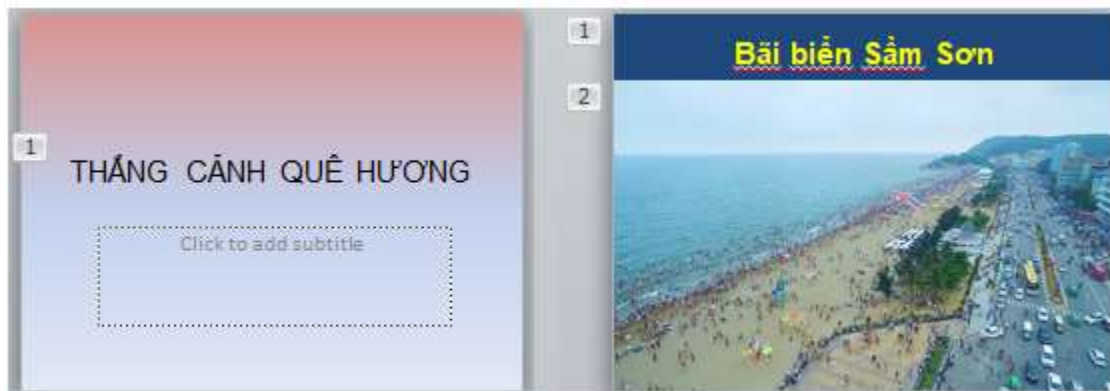 1
THẮNG CẢNH QUÊ HƯƠNG
Click to add subtitle
1
Bãi biển Sầm Sơn
2